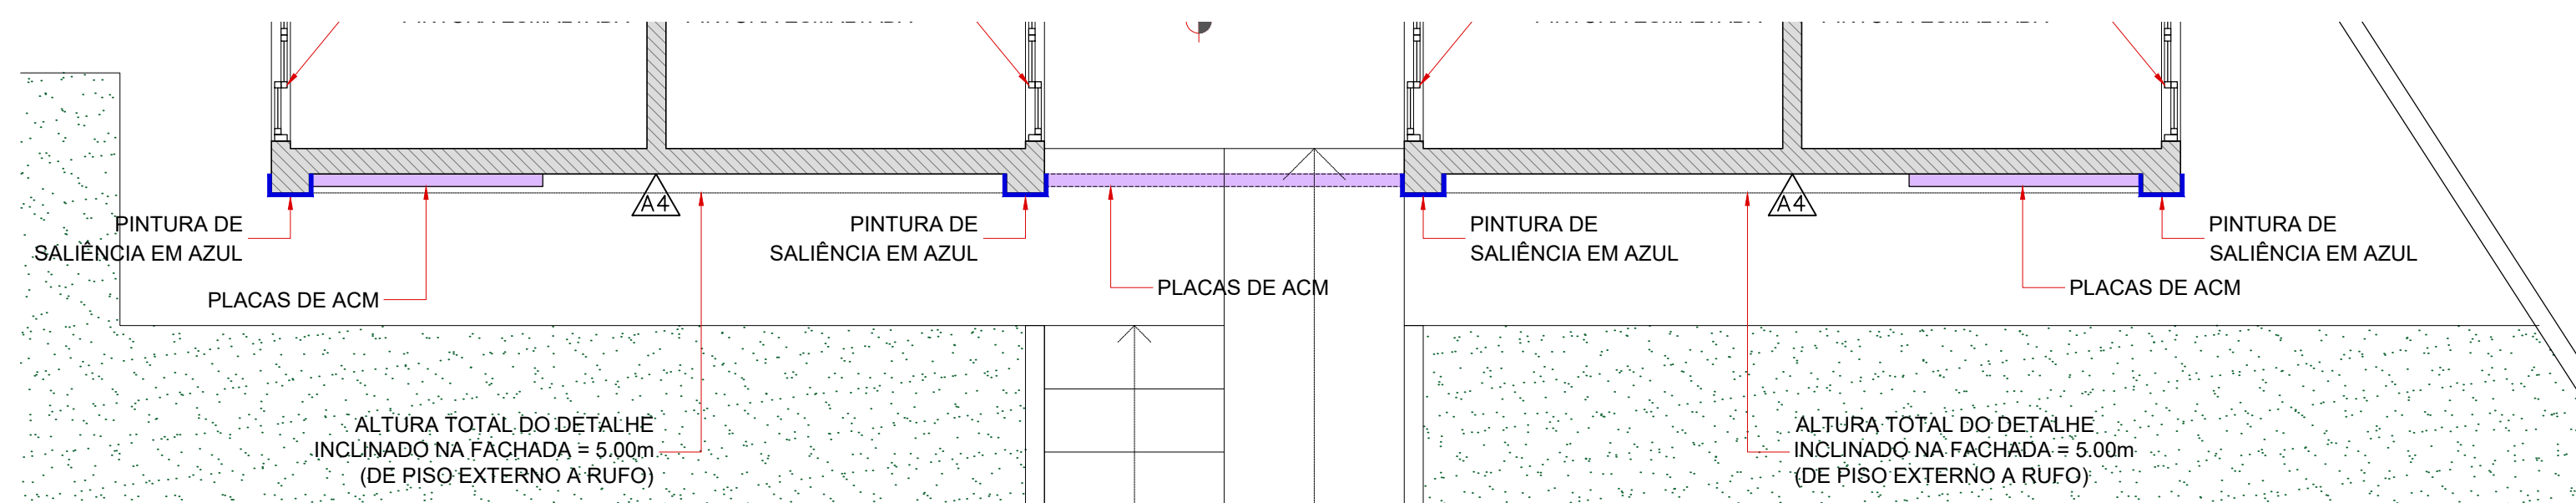 A4
A4
PINTURA DE
SALIÊNCIA EM AZUL
PINTURA DE
SALIÊNCIA EM AZUL
PINTURA DE
SALIÊNCIA EM AZUL
PINTURA DE
SALIÊNCIA EM AZUL
PLACAS DE ACM
PLACAS DE ACM
PLACAS DE ACM
ALTURA TOTAL DO DETALHE
INCLINADO NA FACHADA = 5.00m
(DE PISO EXTERNO A RUFO)
ALTURA TOTAL DO DETALHE
INCLINADO NA FACHADA = 5.00m
(DE PISO EXTERNO A RUFO)